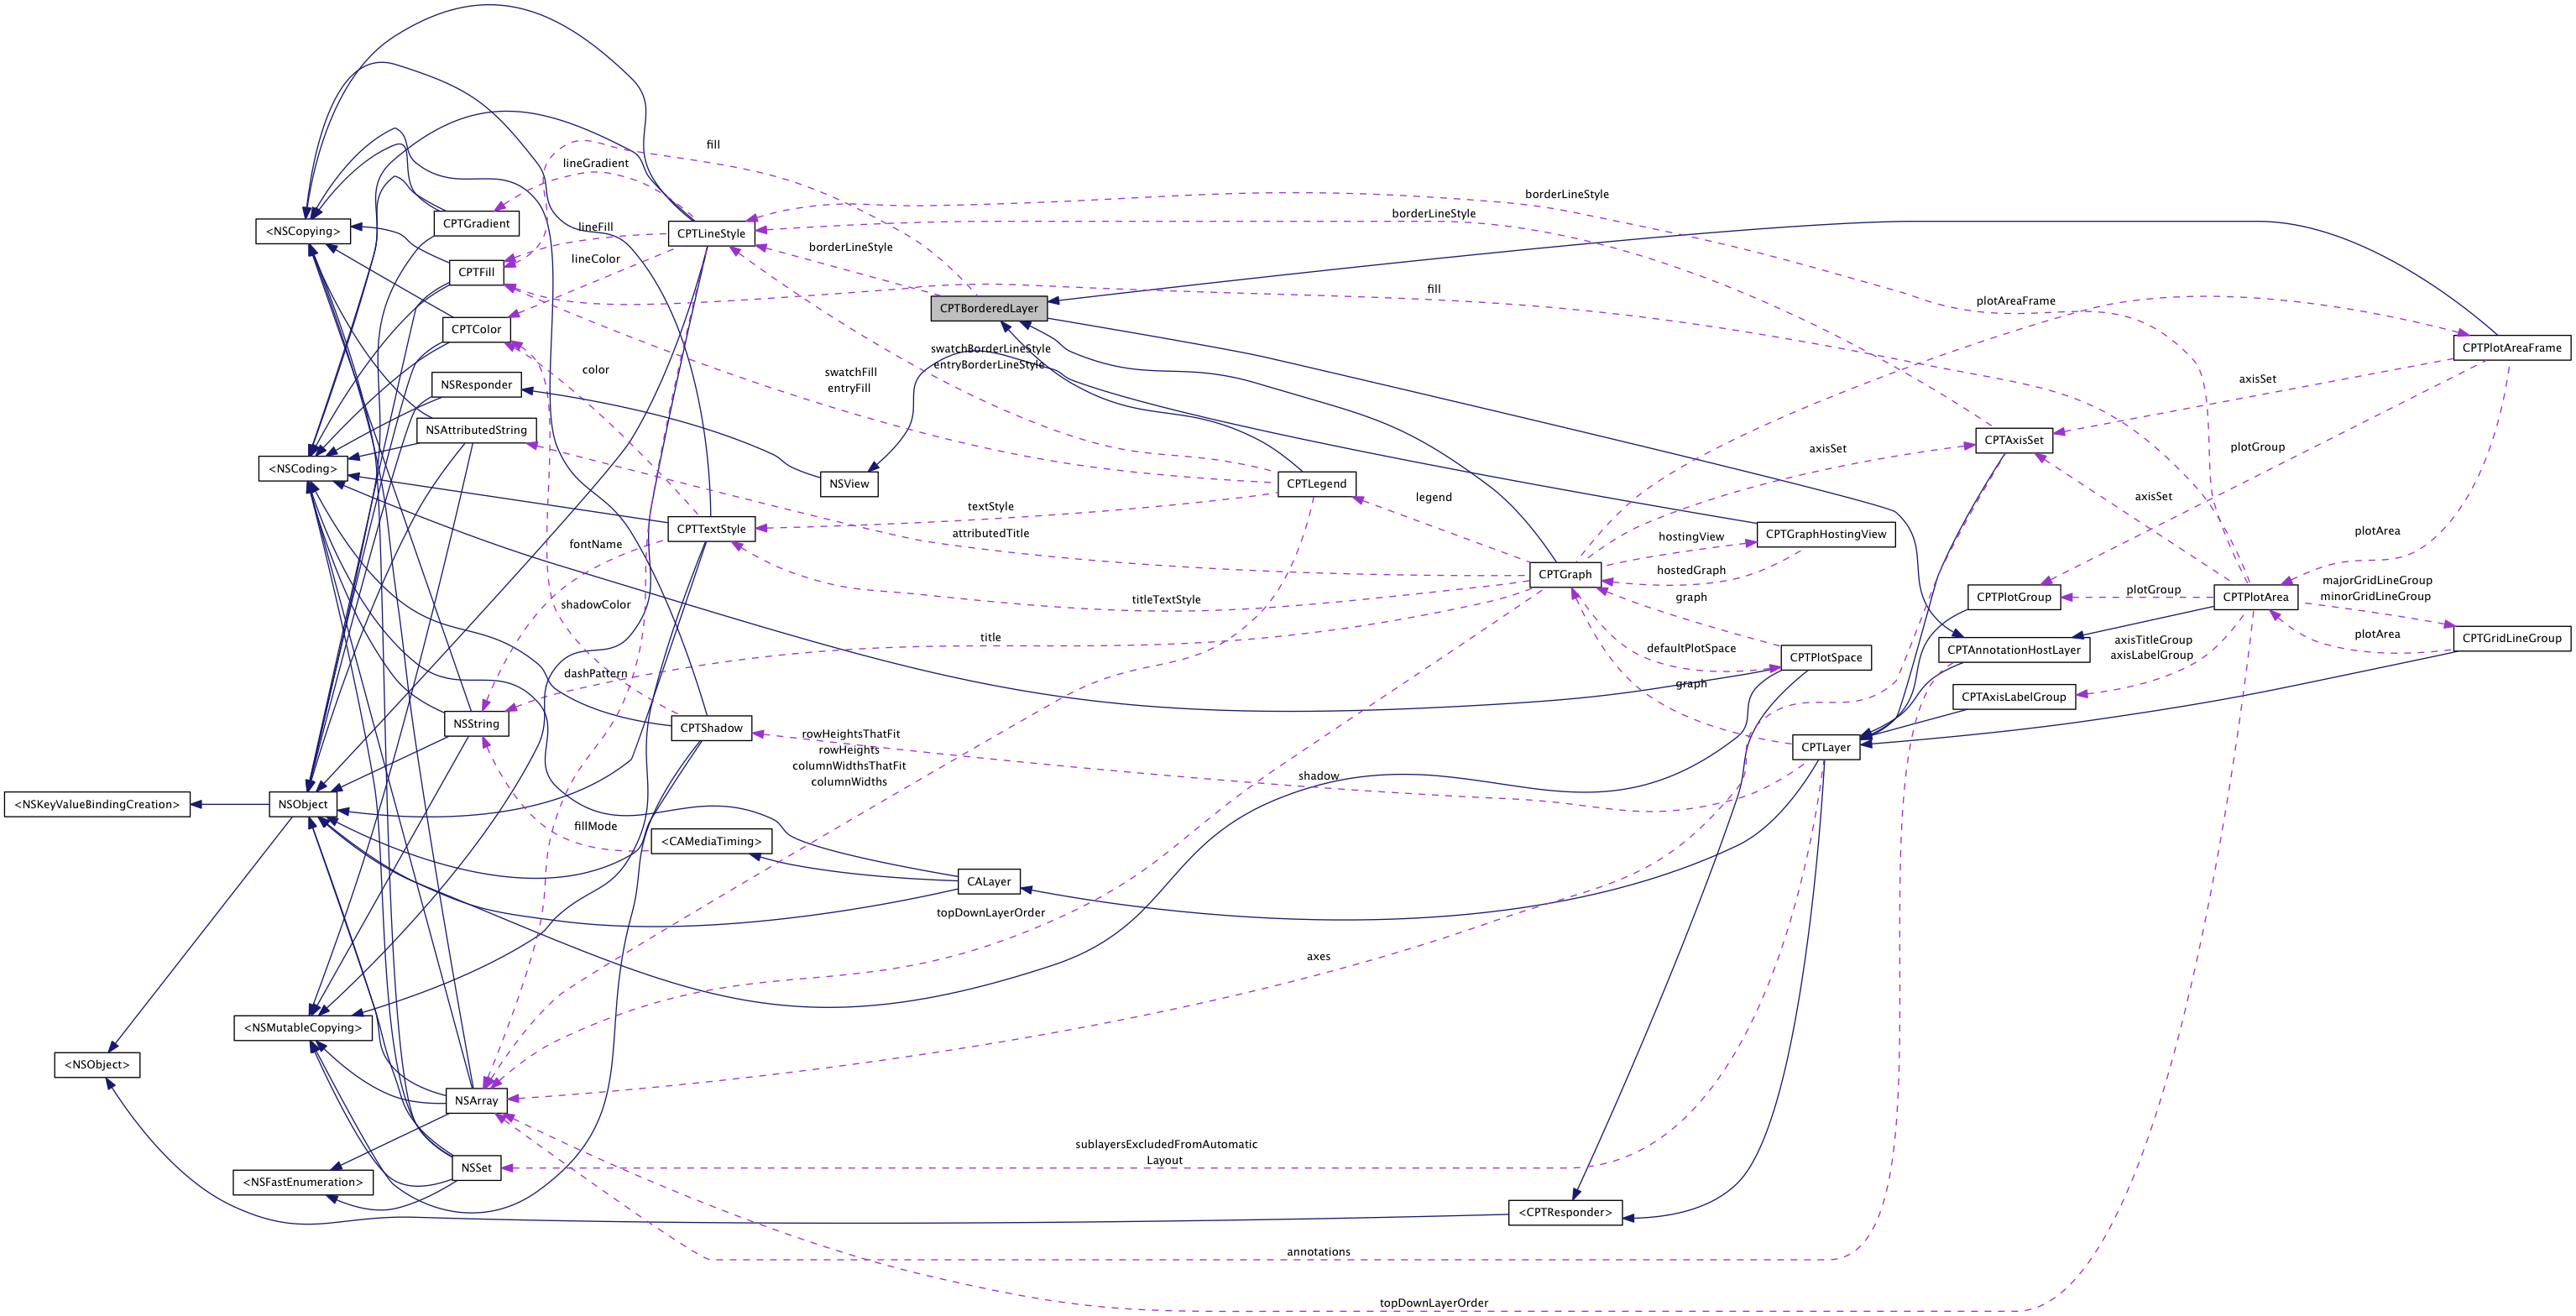 fill
lineGradient
borderLineStyle
borderLineStyle
CPTGradient
<NSCopying>
lineFill
CPTLineStyle
borderLineStyle
CPTFill
lineColor
fill
plotAreaFrame
CPTBorderedLayer
CPTColor
swatchBorderLineStyle
entryBorderLineStyle
CPTPlotAreaFrame
color
swatchFill
entryFill
NSResponder
axisSet
NSAttributedString
CPTAxisSet
axisSet
plotGroup
<NSCoding>
NSView
CPTLegend
legend
axisSet
textStyle
CPTTextStyle
attributedTitle
hostingView
CPTGraphHostingView
plotArea
fontName
CPTGraph
hostedGraph
majorGridLineGroup
minorGridLineGroup
plotGroup
CPTPlotGroup
CPTPlotArea
graph
titleTextStyle
shadowColor
title
plotArea
CPTGridLineGroup
axisTitleGroup
axisLabelGroup
defaultPlotSpace
CPTPlotSpace
CPTAnnotationHostLayer
dashPattern
graph
CPTAxisLabelGroup
NSString
CPTShadow
rowHeightsThatFit
rowHeights
columnWidthsThatFit
columnWidths
CPTLayer
shadow
<NSKeyValueBindingCreation>
NSObject
fillMode
<CAMediaTiming>
CALayer
topDownLayerOrder
axes
<NSMutableCopying>
<NSObject>
NSArray
sublayersExcludedFromAutomatic
Layout
NSSet
<NSFastEnumeration>
<CPTResponder>
annotations
topDownLayerOrder